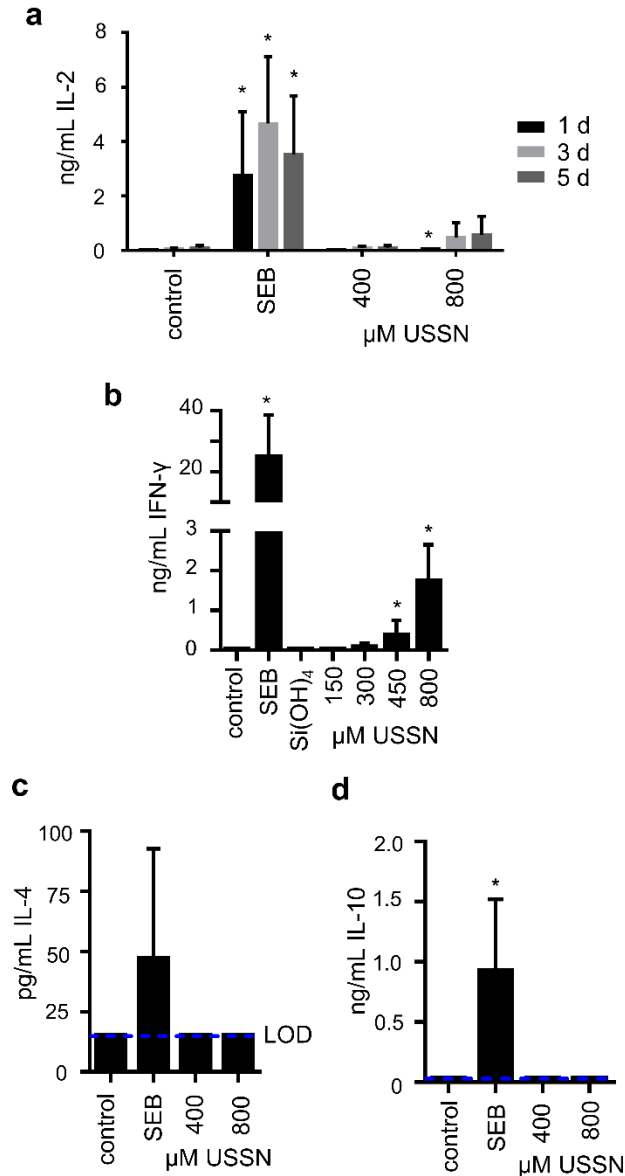 a
ng/mL IL-2
8
6
4
2
0
* * *
*
1 d
3 d
5 d
control
SEB
400
800
µM USSN
b
ng/mL IFN-γ
40
20
3
2
1
0
*
*
*
control
SEB
Si(OH)4
150
300
450
800
µM USSN
c
pg/mL IL-4
100
75
50
25
0
LOD
control
SEB
400
800
µM USSN
d
ng/mL IL-10
2.0
1.5
1.0
0.5
0
*
control
SEB
400
800
µM USSN